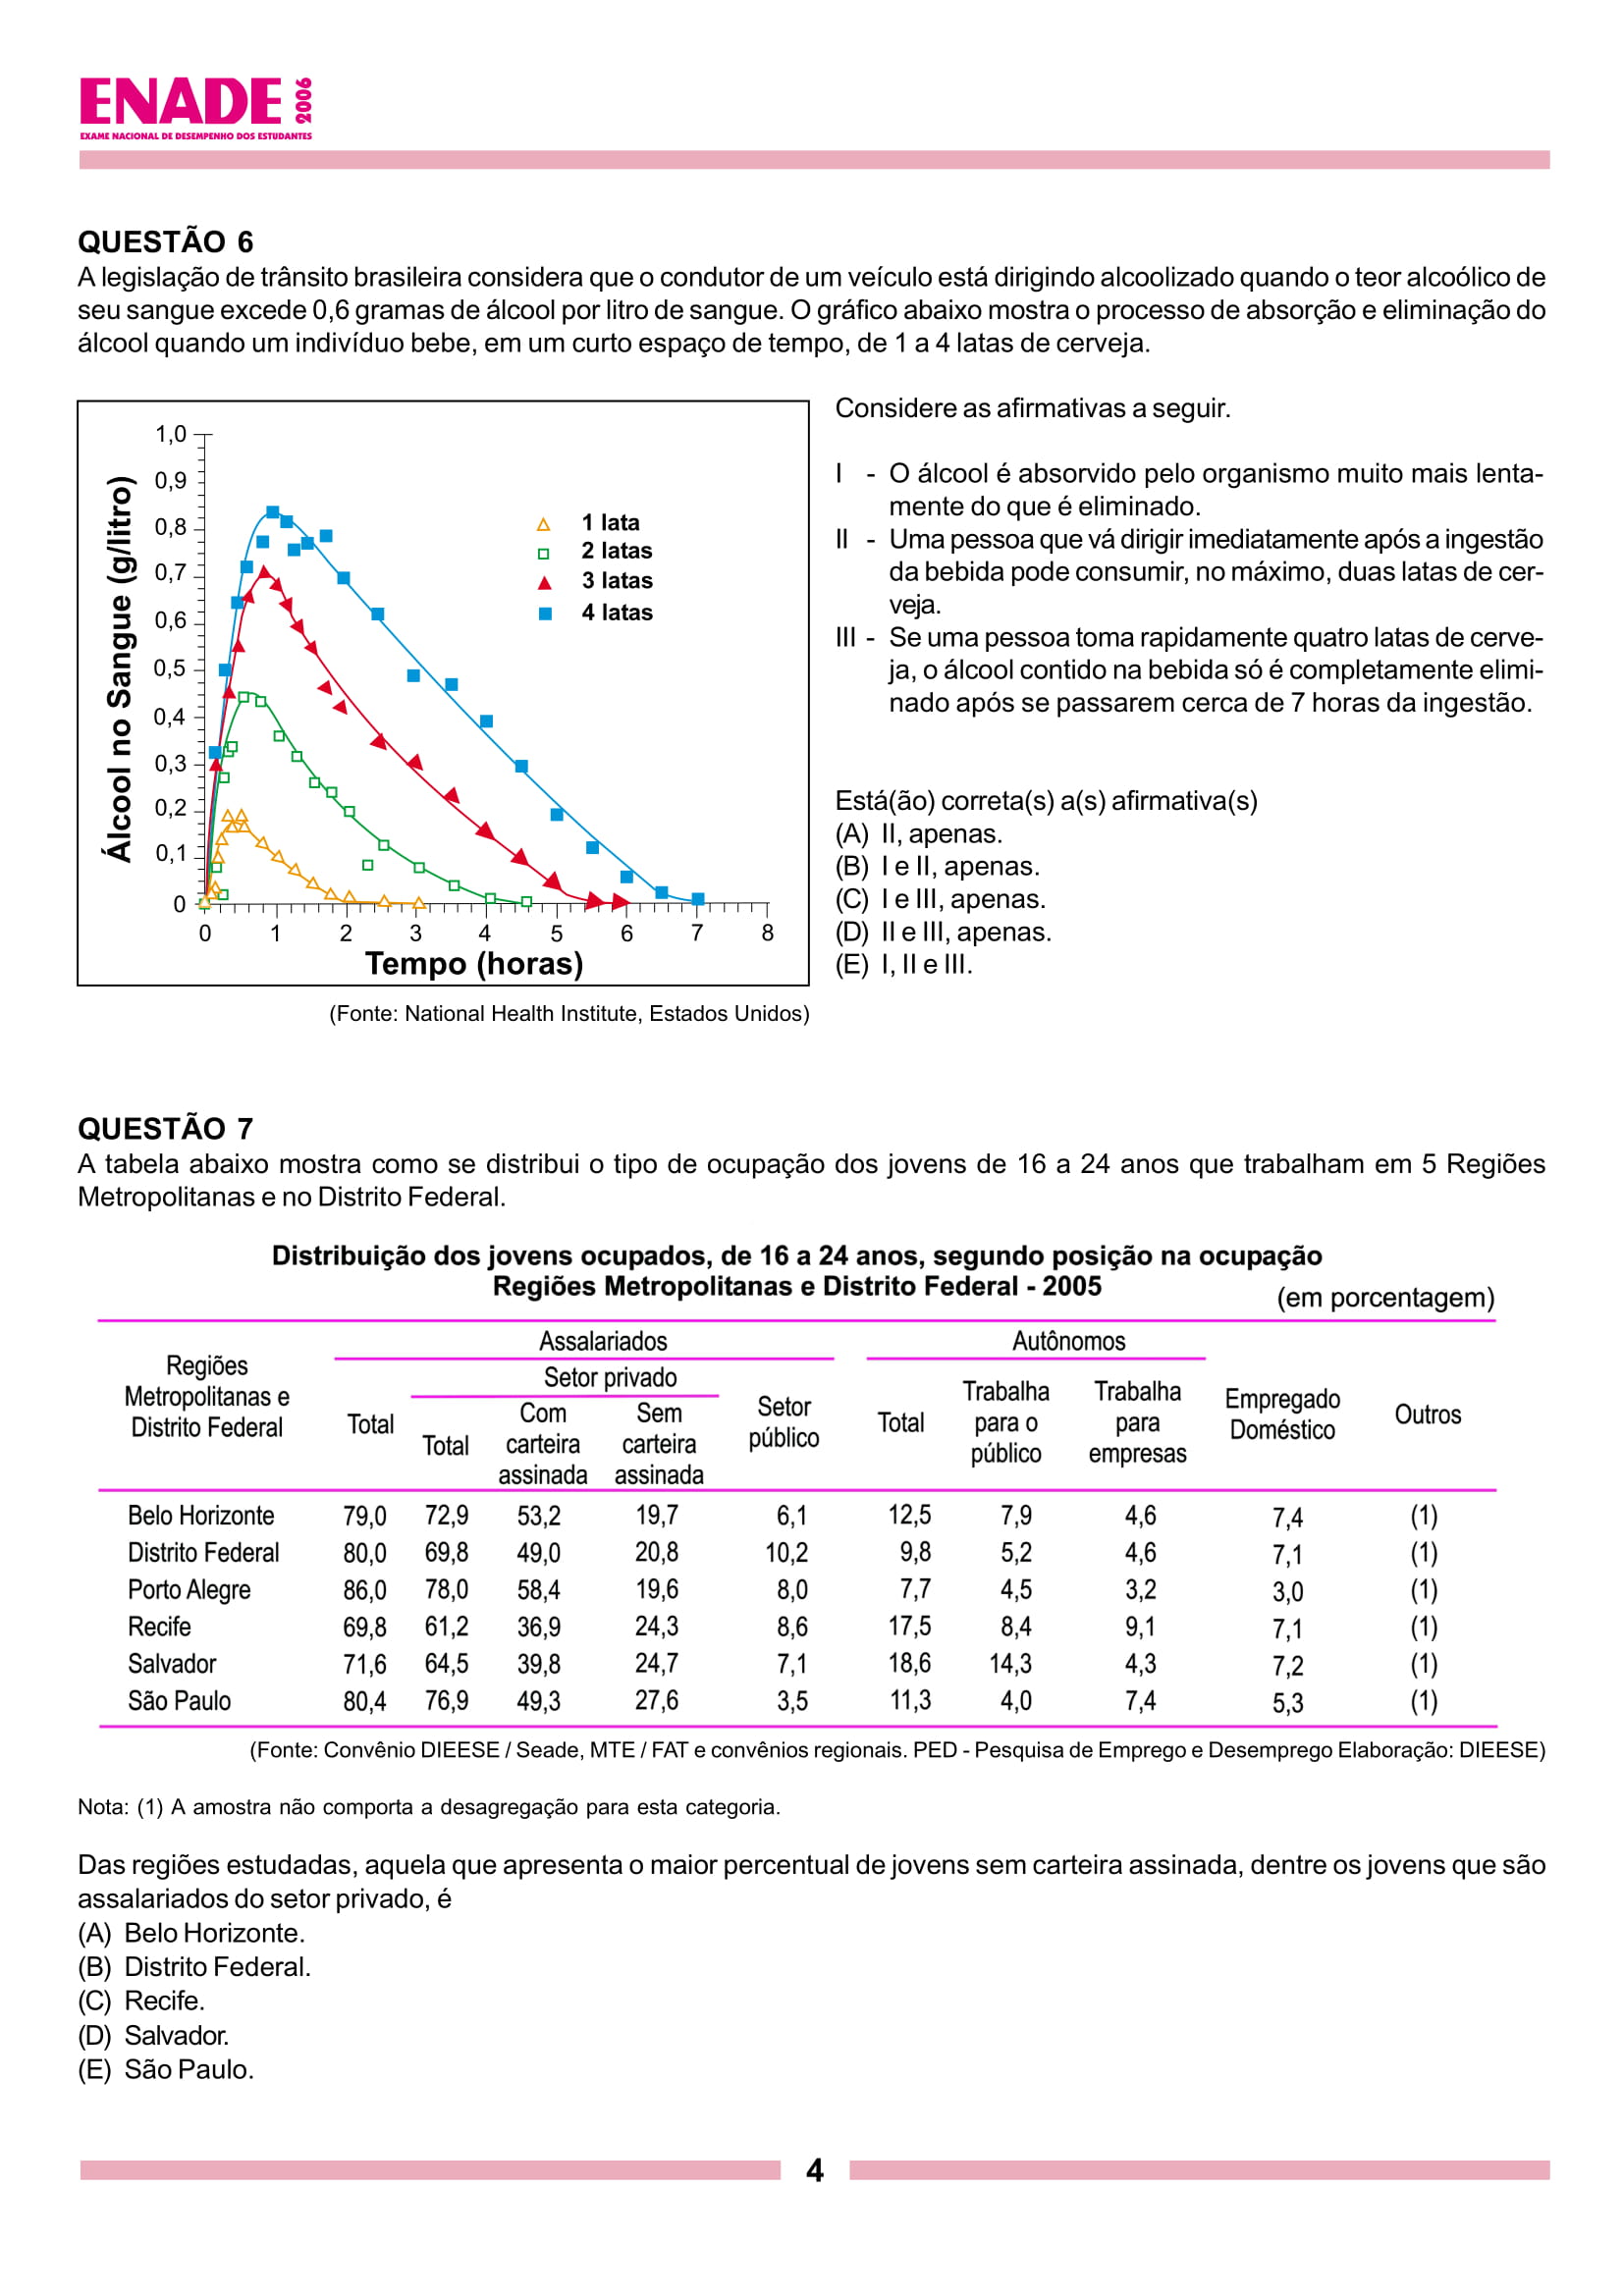 ENADE 2006
EXAME NACIONAL DE DESEMPENHO DOS ESTUDANTES
QUESTÃO 6
A legislação de trânsito brasileira considera que o condutor de um veículo está dirigindo alcoolizado quando o teor alcoólico de
seu sangue excede 0,6 gramas de álcool por litro de sangue. O gráfico abaixo mostra o processo de absorção e eliminação do
álcool quando um indivíduo bebe, em um curto espaço de tempo, de 1 a 4 latas de cerveja.
Álcool no Sangue (g/litro)
1,0
0,9
0,8
0,7
0,6
0,5
0,4
0,3
0,2
0,1
0
0 1 2 3 4 5 6 7 8
Tempo (horas)
1 lata
2 latas
3 latas
4 latas
(Fonte: National Health Institute, Estados Unidos)
Considere as afirmativas a seguir.
I - O álcool é absorvido pelo organismo muito mais lenta-
mente do que é eliminado.
II - Uma pessoa que vá dirigir imediatamente após a ingestão
da bebida pode consumir, no máximo, duas latas de cer-
veja.
III - Se uma pessoa toma rapidamente quatro latas de cerve-
ja, o álcool contido na bebida só é completamente elimi-
nado após se passarem cerca de 7 horas da ingestão.
Está(ão) correta(s) a(s) afirmativa(s)
(A) II, apenas.
(B) I e II, apenas.
(C) I e III, apenas.
(D) II e III, apenas.
(E) I, II e III.
QUESTÃO 7
A tabela abaixo mostra como se distribui o tipo de ocupação dos jovens de 16 a 24 anos que trabalham em 5 Regiões
Metropolitanas e no Distrito Federal.
Distribuição dos jovens ocupados, de 16 a 24 anos, segundo posição na ocupação
Regiões Metropolitanas e Distrito Federal - 2005
(em porcentagem)
Regiões
Metropolitanas e
Distrito Federal
Assalariados
Total
Setor privado
Total
Com
carteira
assinada
Sem
carteira
assinada
Setor
público
Autônomos
Total
Trabalha
para o
público
Trabalha
para
empresas
Empregado
Doméstico
Outros
Belo Horizonte 79,0 72,9 53,2 19,7 6,1 12,5 7,9 4,6 7,4 (1)
Distrito Federal 80,0 69,8 49,0 20,8 10,2 9,8 5,2 4,6 7,1 (1)
Porto Alegre 86,0 78,0 58,4 19,6 8,0 7,7 4,5 3,2 3,0 (1)
Recife 69,8 61,2 36,9 24,3 8,6 17,5 8,4 9,1 7,1 (1)
Salvador 71,6 64,5 39,8 24,7 7,1 18,6 14,3 4,3 7,2 (1)
São Paulo 80,4 76,9 49,3 27,6 3,5 11,3 4,0 7,4 5,3 (1)
(Fonte: Convênio DIEESE / Seade, MTE / FAT e convênios regionais. PED - Pesquisa de Emprego e Desemprego Elaboração: DIEESE)
Nota: (1) A amostra não comporta a desagregação para esta categoria.
Das regiões estudadas, aquela que apresenta o maior percentual de jovens sem carteira assinada, dentre os jovens que são
assalariados do setor privado, é
(A) Belo Horizonte.
(B) Distrito Federal.
(C) Recife.
(D) Salvador.
(E) São Paulo.
4